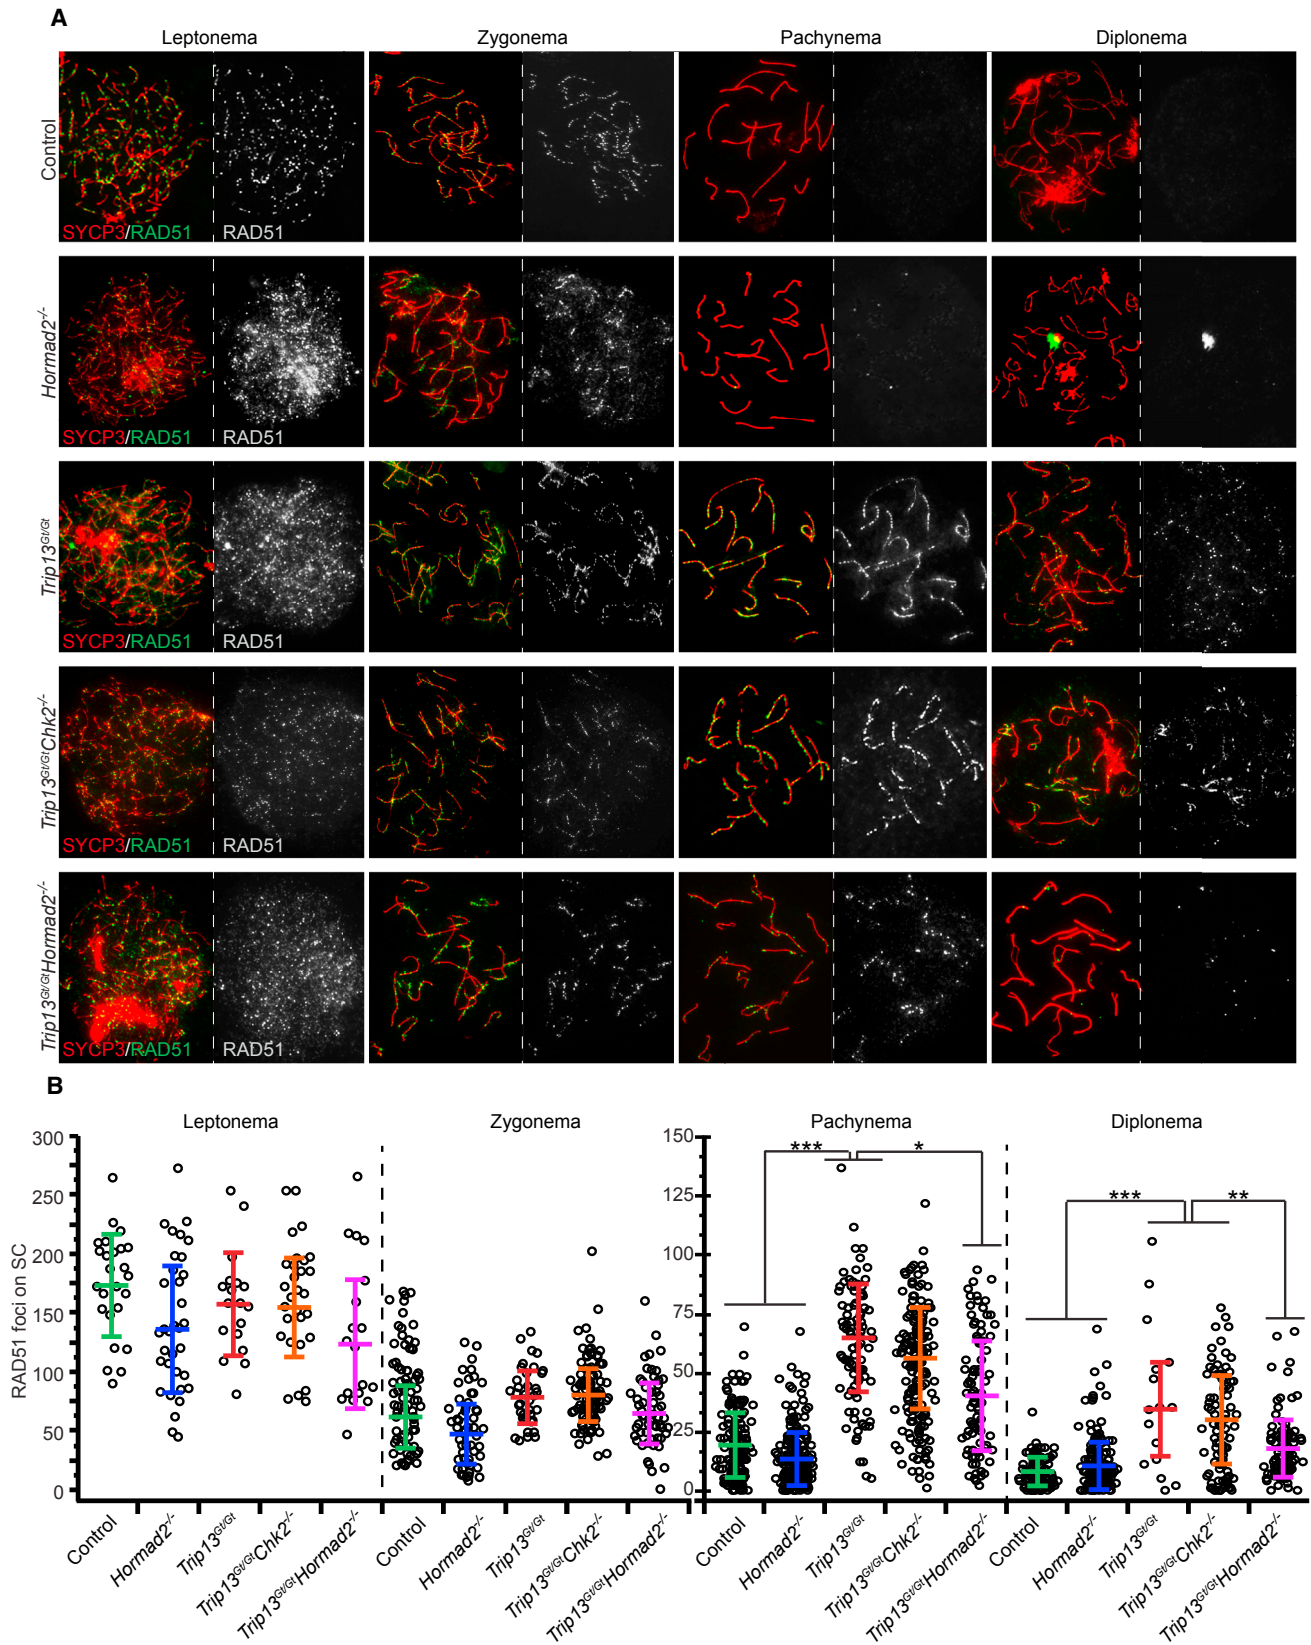 A
Leptonema Zygonema Pachynema Diplonema
Control
SYCP3/RAD51 RAD51
Hormad2-/-
SYCP3/RAD51 RAD51
Trip13Gt/Gt
SYCP3/RAD51 RAD51
Trip13Gt/GtChk2-/-
SYCP3/RAD51 RAD51
Trip13Gt/GtHormad2-/-
SYCP3/RAD51 RAD51
B
Leptonema Zygonema Pachynema Diplonema
RAD51 foci on SC
300
250
200
150
100
50
0
150
125
100
75
50
25
0
*** *
*** **
Control Hormad2-/- Trip13Gt/Gt Trip13Gt/GtChk2-/- Trip13Gt/GtHormad2-/-
Control Hormad2-/- Trip13Gt/Gt Trip13Gt/GtChk2-/- Trip13Gt/GtHormad2-/-
Control Hormad2-/- Trip13Gt/Gt Trip13Gt/GtChk2-/- Trip13Gt/GtHormad2-/-
Control Hormad2-/- Trip13Gt/Gt Trip13Gt/GtChk2-/- Trip13Gt/GtHormad2-/-